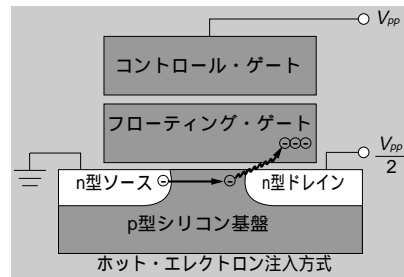 Vpp
コントロール・ゲート
フローティング・ゲート
Vpp
2
n型ソース
n型ドレイン
p型シリコン基盤
ホット・エレクトロン注入方式